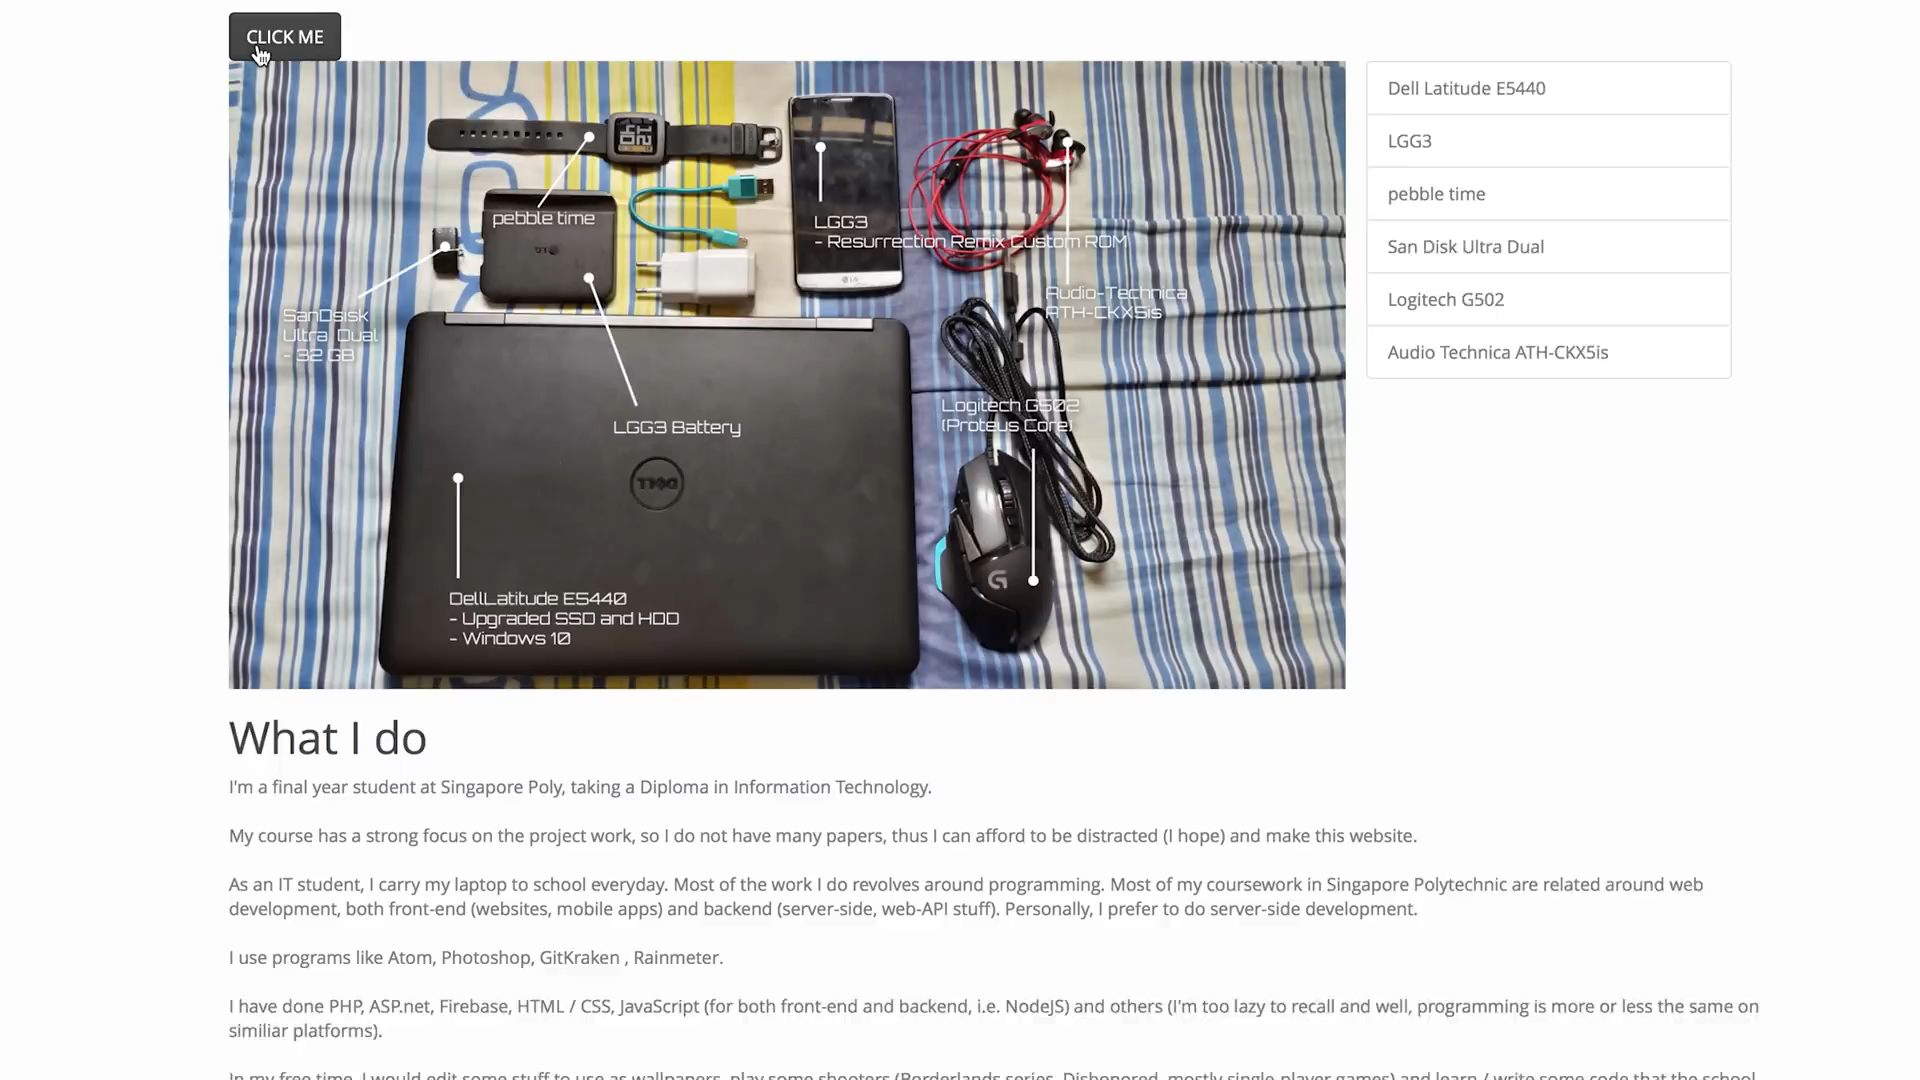 CLICK ME
pebble time
SanDsisk
Ultra Dual
- 32 GB
LGG3
- Resurrection Remix Custom ROM
Audio-Technica
ATH-CKX5is
LGG3 Battery
Logitech G502
(Proteus Core)
DELL
DellLatitude E5440
- Upgraded SSD and HDD
- Windows 10
Dell Latitude E5440
LGG3
pebble time
San Disk Ultra Dual
Logitech G502
Audio Technica ATH-CKX5is
What I do
I'm a final year student at Singapore Poly, taking a Diploma in Information Technology.
My course has a strong focus on the project work, so I do not have many papers, thus I can afford to be distracted (I hope) and make this website.
As an IT student, I carry my laptop to school everyday. Most of the work I do revolves around programming. Most of my coursework in Singapore Polytechnic are related around web
development, both front-end (websites, mobile apps) and backend (server-side, web-API stuff). Personally, I prefer to do server-side development.
I use programs like Atom, Photoshop, GitKraken , Rainmeter.
I have done PHP, ASP.net, Firebase, HTML / CSS, JavaScript (for both front-end and backend, i.e. NodeJS) and others (I'm too lazy to recall and well, programming is more or less the same on
similiar platforms).
In my free time, I would edit some stuff to use as wallpapers, play some shooters (Borderlands series, Dishonored, mostly single player games) and learn / write some code that the school